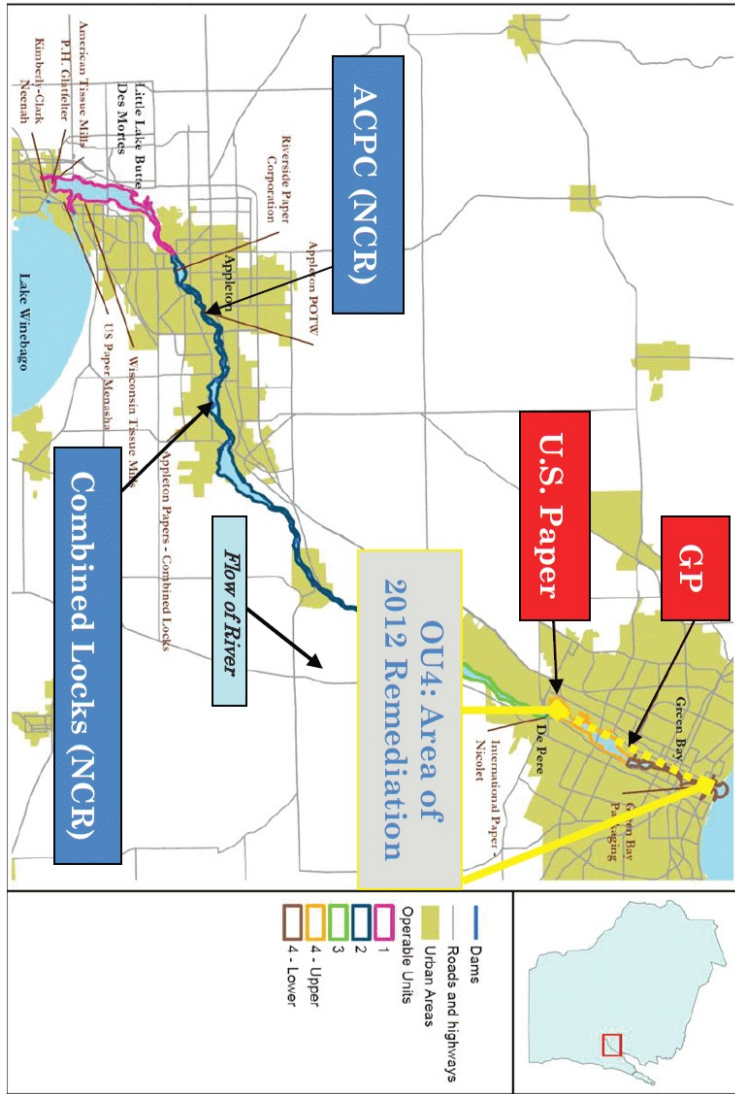 American Tissue Mills
P.H. Glatfelter
Kimberly-Clark
Neenah
Little Lake Butte
Des Mortes
ACPC (NCR)
Riverside Paper
Corporation
Appleton POTW
Appleton
Lake Winebago
US Paper Menasha
Wisconsin Tissue Mills
Appleton Papers - Combined Locks
Combined Locks (NCR)
Flow of River
U.S. Paper
GP
OU4: Area of
2012 Remediation
Green Bay
De Pere
International Paper -
Nicolet
Green Bay
Packaging
Dams
Roads and highways
Urban Areas
Operable Units
1
2
3
4 - Upper
4 - Lower